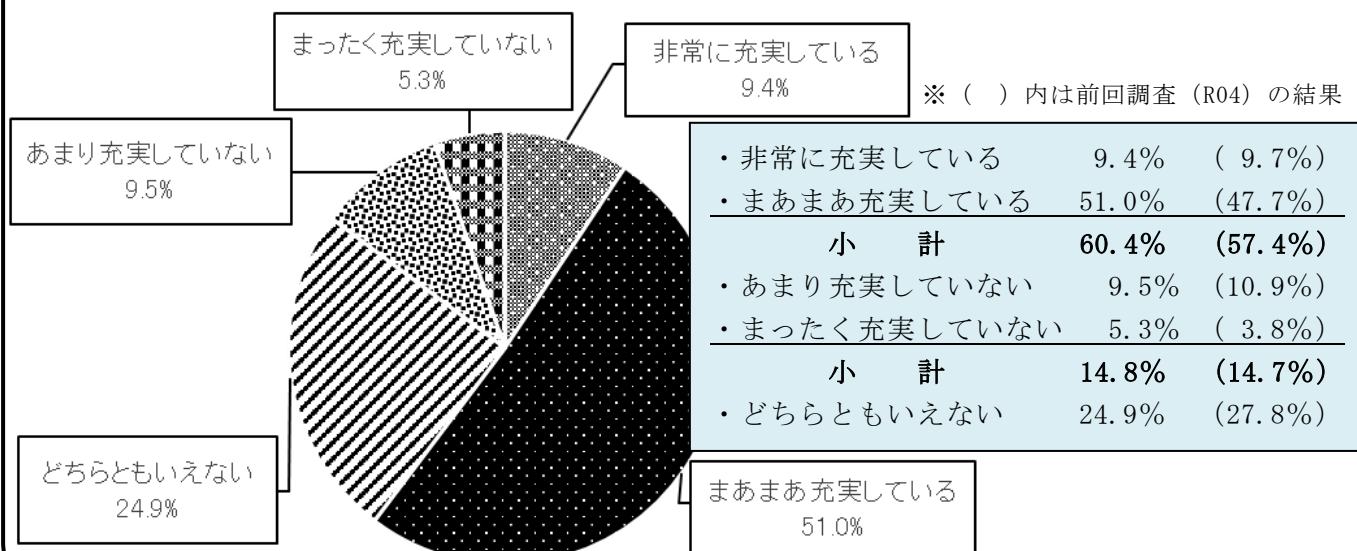 まったく充実していない
5.3%
非常に充実している
9.4%
※（　）内は前回調査（R04）の結果
あまり充実していない
9.5%
・非常に充実している　9.4%　（ 9.7%）
・まあまあ充実している　51.0%　（47.7%）
小　計　60.4%　（57.4%）
・あまり充実していない　9.5%　（10.9%）
・まったく充実していない　5.3%　（ 3.8%）
小　計　14.8%　（14.7%）
・どちらともいえない　24.9%　（27.8%）
どちらともいえない
24.9%
まあまあ充実している
51.0%